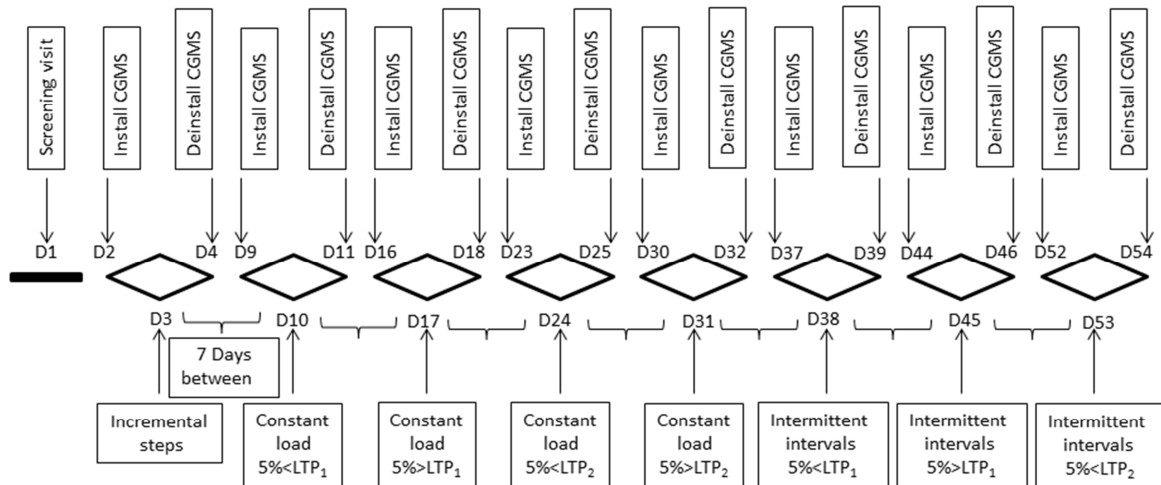 Screening visit
Install CGMS
Deinstall CGMS
Install CGMS
Deinstall CGMS
Install CGMS
Deinstall CGMS
Install CGMS
Deinstall CGMS
Install CGMS
Deinstall CGMS
Install CGMS
Deinstall CGMS
Install CGMS
Deinstall CGMS
Install CGMS
Deinstall CGMS
D1 D2 D4 D9 D11 D16 D18 D23 D25 D30 D32 D37 D39 D44 D46 D52 D54
D3 D10 D17 D24 D31 D38 D45 D53
7 Days
between
Incremental
steps
Constant
load
5%<LTP₁
Constant
load
5%>LTP₁
Constant
load
5%<LTP₂
Constant
load
5%>LTP₂
Intermittent
intervals
5%<LTP₁
Intermittent
intervals
5%>LTP₁
Intermittent
intervals
5%<LTP₂